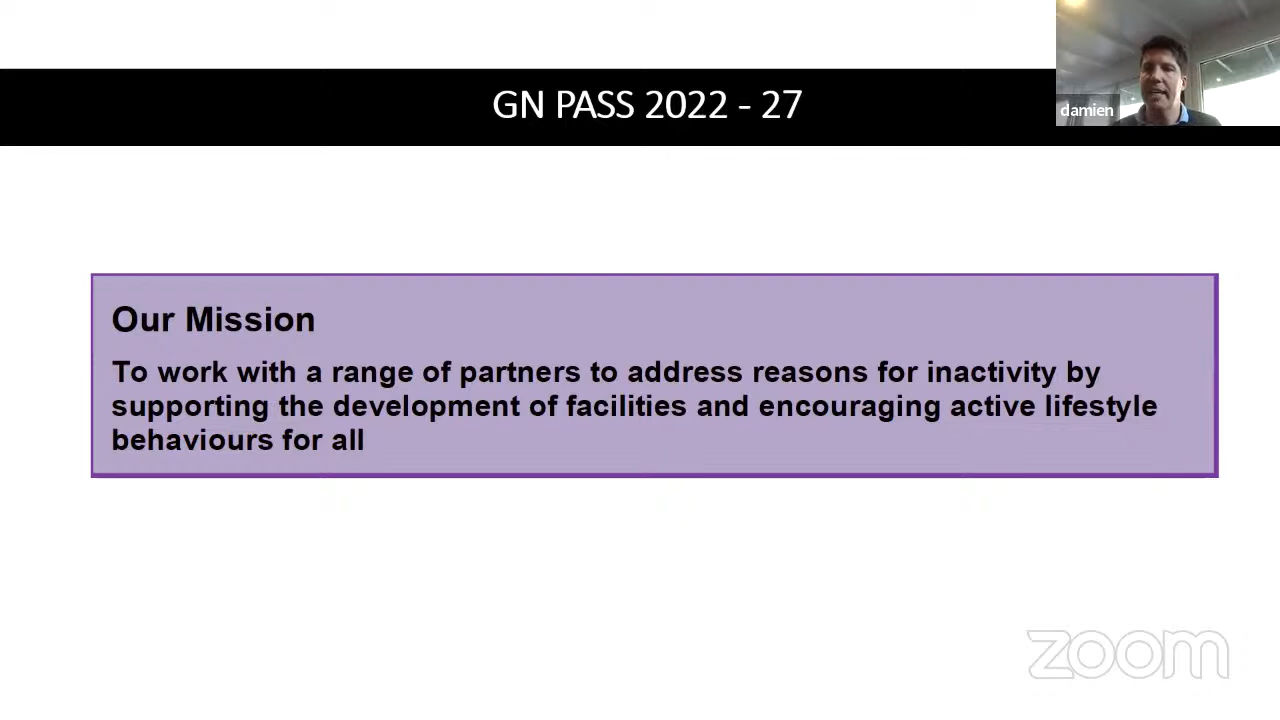 GN PASS 2022 - 27
damien
Our Mission
To work with a range of partners to address reasons for inactivity by
supporting the development of facilities and encouraging active lifestyle
behaviours for all
zoom